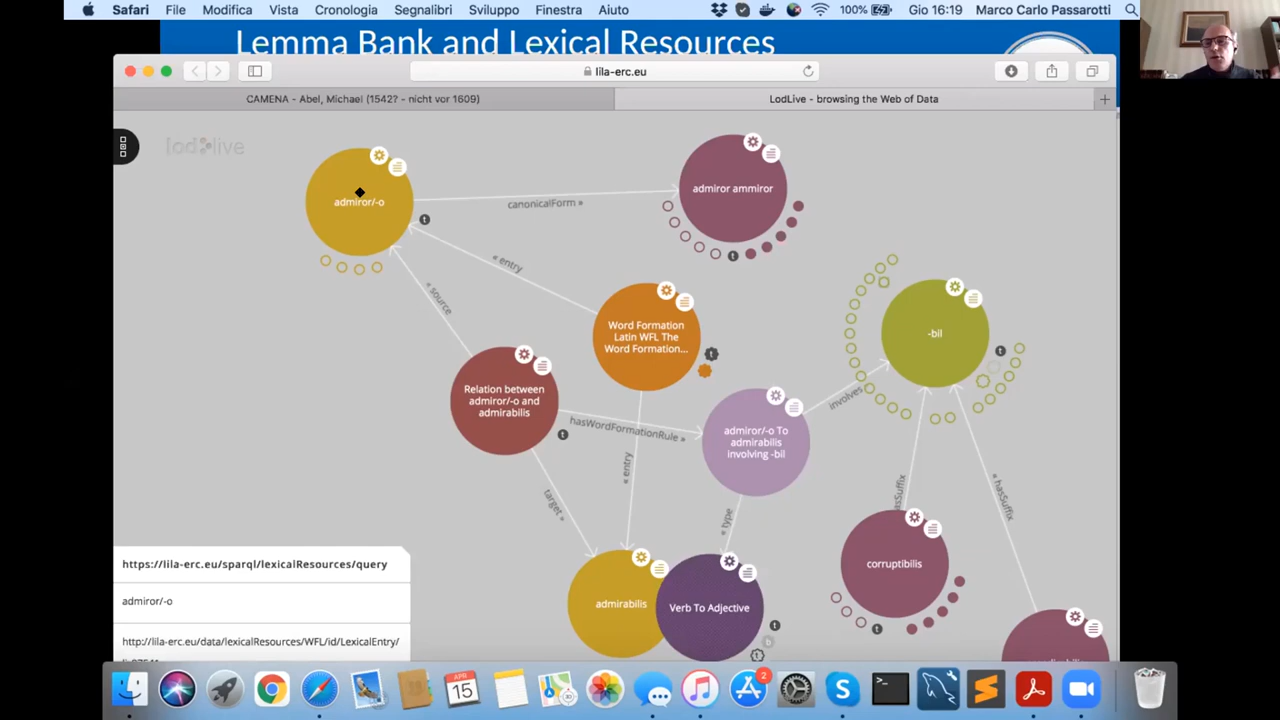 Safari File Modifica Vista Cronologia Segnalibri Sviluppo Finestra Aiuto 100% Gio 16:19 Marco Carlo Passarotti
Lemma Bank and Lexical Resources
lila-erc.eu
CAMENA - Abel, Michael (1542? - nicht vor 1609) LodLive - browsing the Web of Data
lodlive
admiror/-o
canonicalForm »
admiror ammiror
« entry
« source
Word Formation
Latin WFL The
Word Formation...
-bil
Relation between
admiror/-o and
admirabilis
hasWordFormationRule »
admiror/-o To
admirabilis
involving -bil
involves
« entry
target »
« type
« hasSuffix
corruptibilis
admirabilis
Verb To Adjective
https://lila-erc.eu/sparql/lexicalResources/query
admiror/-o
http://lila-erc.eu/data/lexicalResources/WFL/id/LexicalEntry/
APR
15
2